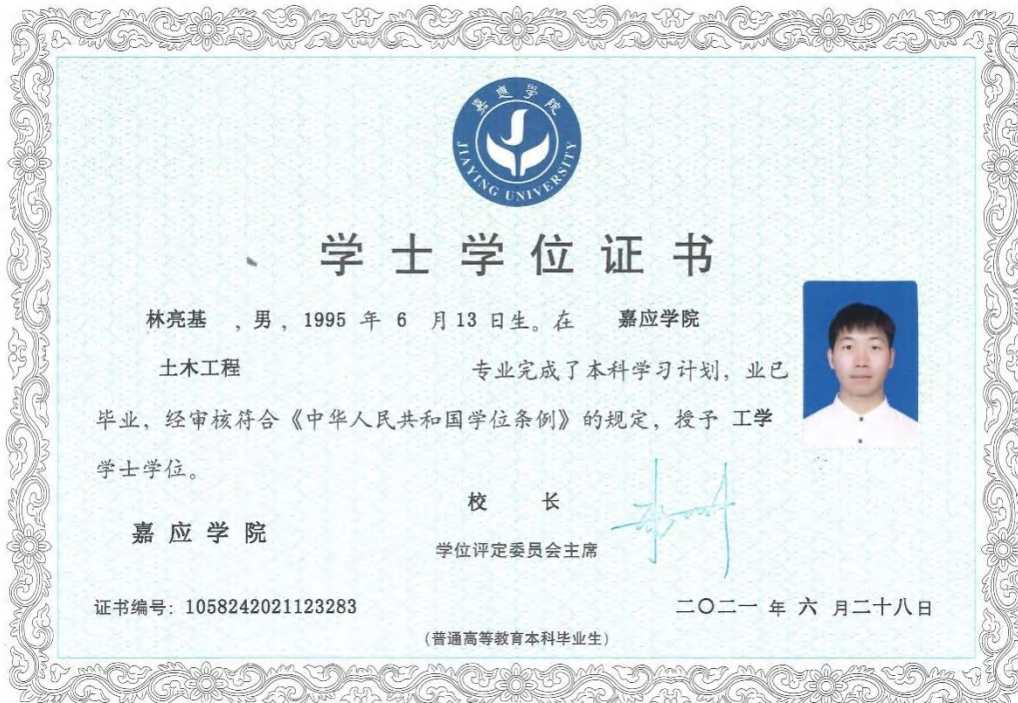 嘉應學院
JIAYING UNIVERSITY
学士学位证书
林亮基 ，男，1995 年 6 月 13 日生。在 嘉应学院
土木工程 专业完成了本科学习计划，业已
毕业，经审核符合《中华人民共和国学位条例》的规定，授予 工学
学士学位。
校 长
嘉 应 学 院
学位评定委员会主席
证书编号：1058242021123283
二〇二一 年 六 月二十八日
（普通高等教育本科毕业生）